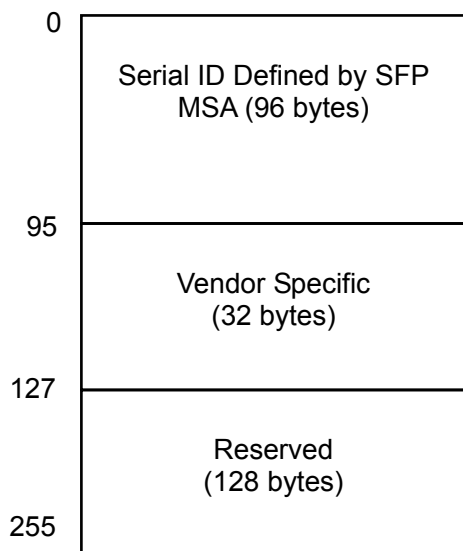 0
Serial ID Defined by SFP
MSA (96 bytes)
95
Vendor Specific
(32 bytes)
127
Reserved
(128 bytes)
255